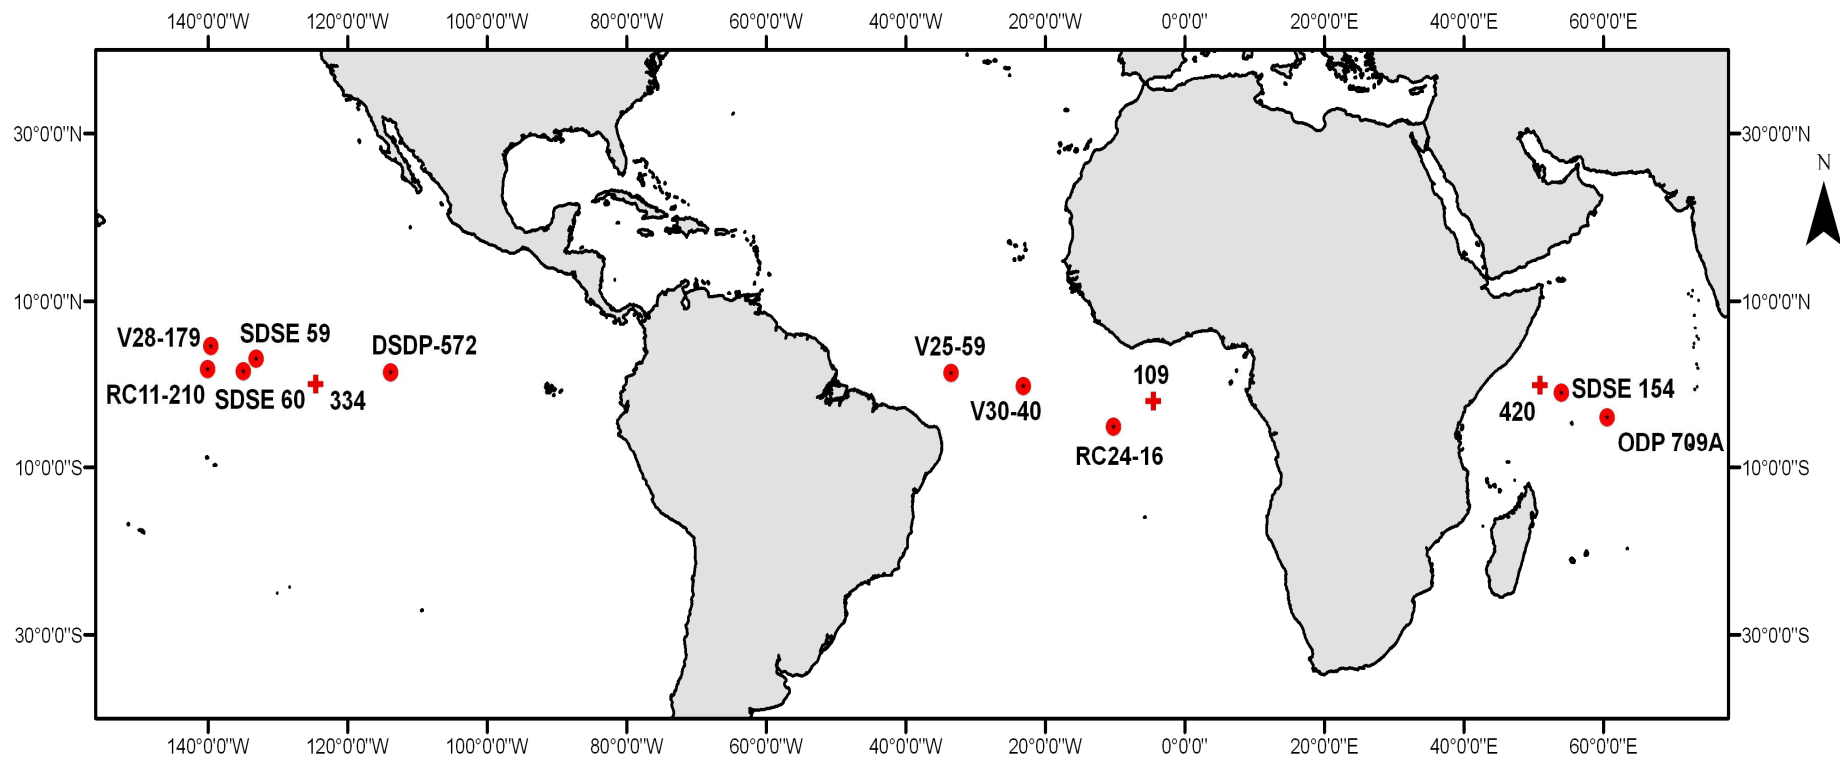 140°0'0"W 120°0'0"W 100°0'0"W 80°0'0"W 60°0'0"W 40°0'0"W 20°0'0"W 0°0'0" 20°0'0"E 40°0'0"E 60°0'0"E
30°0'0"N 30°0'0"N
N
10°0'0"N 10°0'0"N
V28-179 SDSE 59 DSDP-572 V25-59
109
RC11-210 SDSE 60 334 V30-40 420 SDSE 154
RC24-16 ODP 709A
10°0'0"S 10°0'0"S
30°0'0"S 30°0'0"S
140°0'0"W 120°0'0"W 100°0'0"W 80°0'0"W 60°0'0"W 40°0'0"W 20°0'0"W 0°0'0" 20°0'0"E 40°0'0"E 60°0'0"E